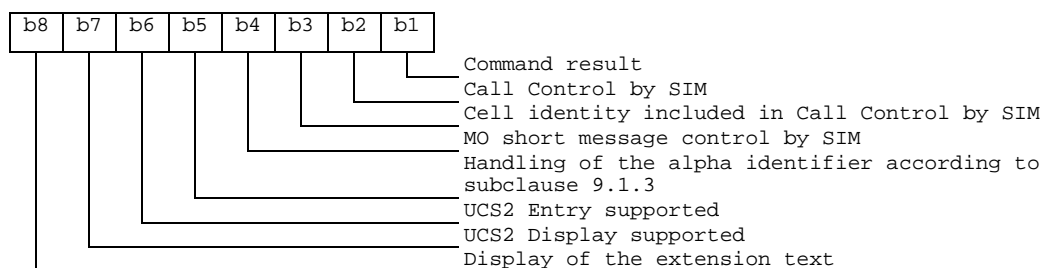 b8 b7 b6 b5 b4 b3 b2 b1
Command result
Call Control by SIM
Cell identity included in Call Control by SIM
MO short message control by SIM
Handling of the alpha identifier according to
subclause 9.1.3
UCS2 Entry supported
UCS2 Display supported
Display of the extension text